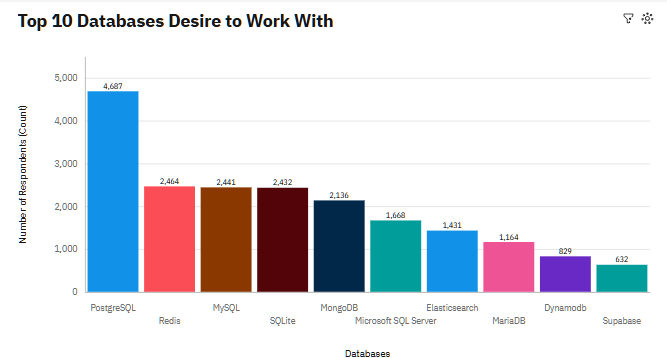 Top 10 Databases Desire to Work With
Number of Respondents (Count)
5,000
4,000
3,000
2,000
1,000
0
4,687
2,464
2,441
2,432
2,136
1,668
1,431
1,164
829
632
PostgreSQL
Redis
MySQL
SQLite
MongoDB
Microsoft SQL Server
Elasticsearch
MariaDB
Dynamodb
Supabase
Databases